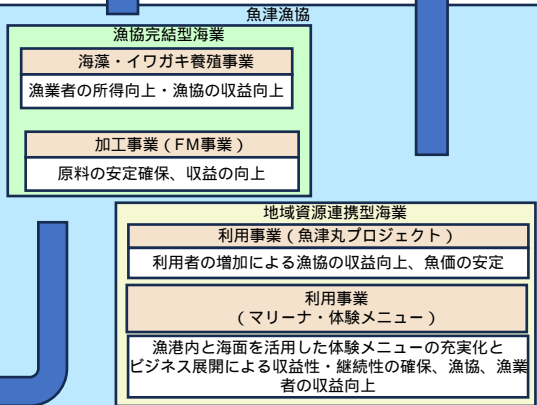 魚津漁協
漁協完結型海業
海藻・イワガキ養殖事業
漁業者の所得向上・漁協の収益向上
加工事業(FM事業)
原料の安定確保、収益の向上
地域資源連携型海業
利用事業(魚津丸プロジェクト)
利用者の増加による漁協の収益向上、魚価の安定
利用事業
(マリーナ・体験メニュー)
漁港内と海面を活用した体験メニューの充実化と
ビジネス展開による収益性・継続性の確保、漁協、漁業
者の収益向上